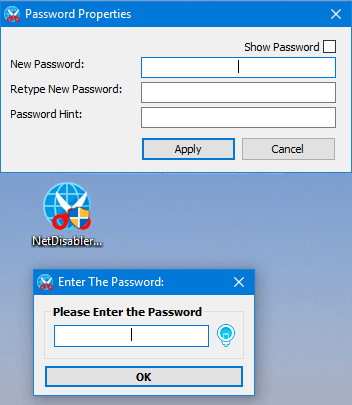 Password Properties
Show Password
New Password:
Retype New Password:
Password Hint:
Apply Cancel
NetDisabler...
Enter The Password:
Please Enter the Password
OK